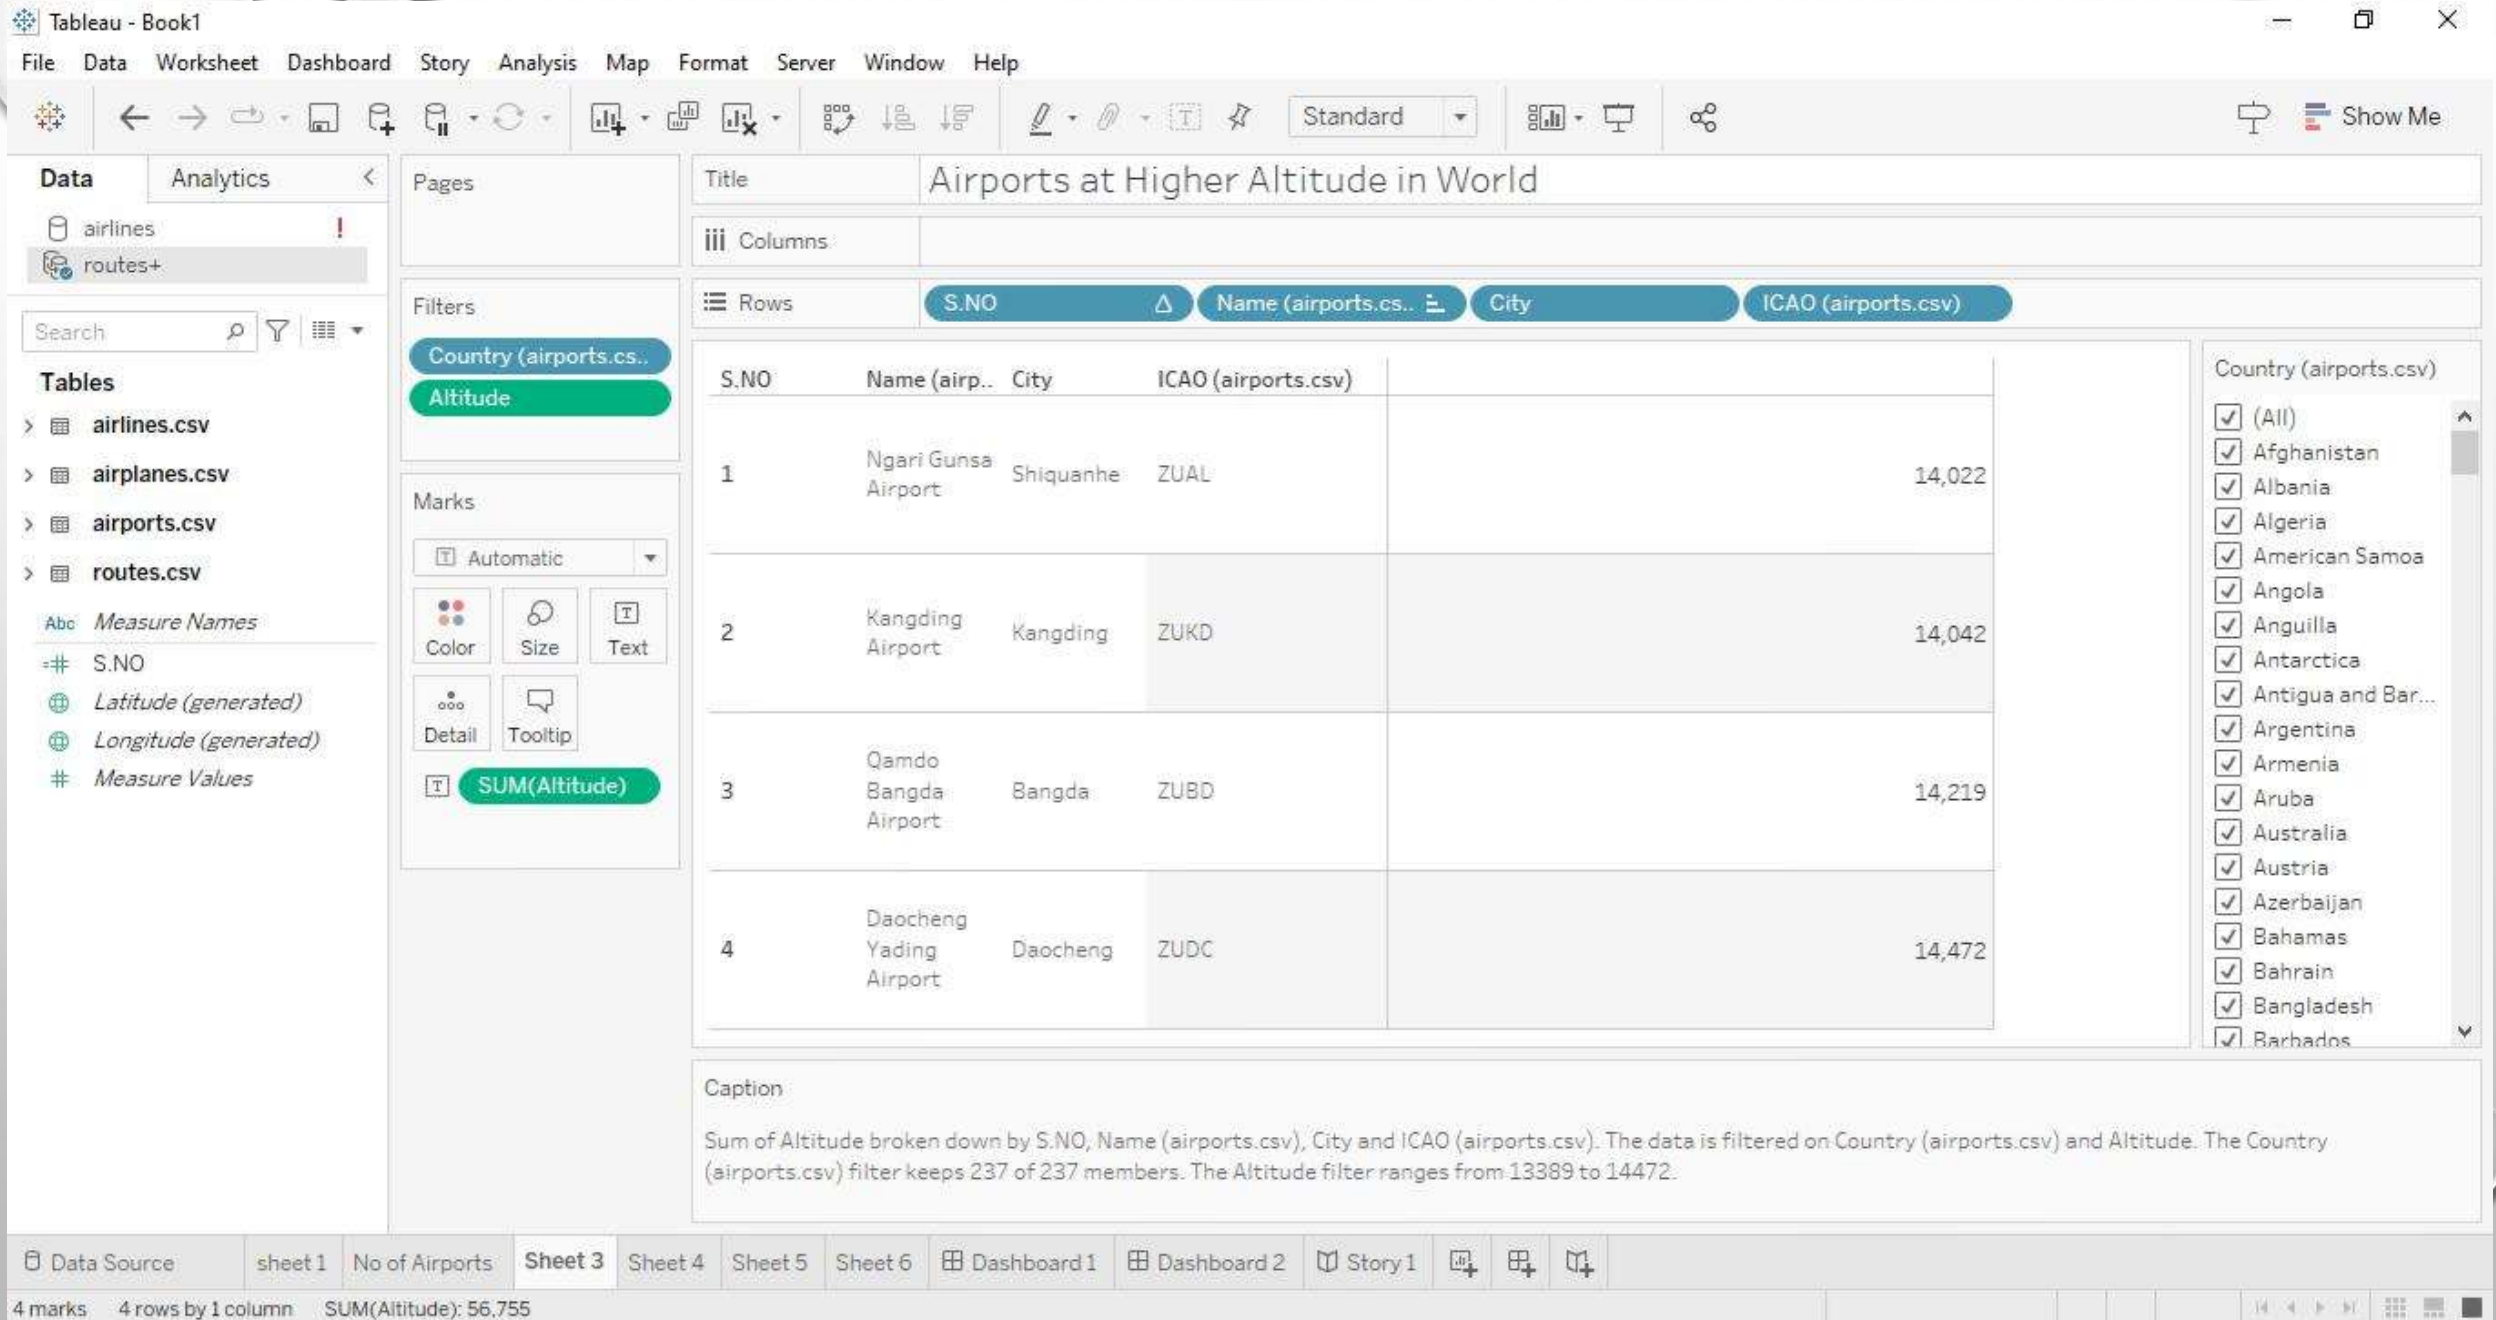 Tableau - Book1
File Data Worksheet Dashboard Story Analysis Map Format Server Window Help
Standard
Show Me
Data Analytics
airlines
routes+
Search
Tables
airlines.csv
airplanes.csv
airports.csv
routes.csv
Abc Measure Names
S.NO
Latitude (generated)
Longitude (generated)
Measure Values
Pages
Filters
Country (airports.cs..
Altitude
Marks
Automatic
Color Size Text
Detail Tooltip
SUM(Altitude)
Title Airports at Higher Altitude in World
Columns
Rows S.NO Name (airports.cs.. City ICAO (airports.csv)
S.NO Name (airp.. City ICAO (airports.csv)
1 Ngari Gunsa Airport Shiquanhe ZUAL 14,022
2 Kangding Airport Kangding ZUKD 14,042
3 Qamdo Bangda Airport Bangda ZUBD 14,219
4 Daocheng Yading Airport Daocheng ZUDC 14,472
Country (airports.csv)
(All)
Afghanistan
Albania
Algeria
American Samoa
Angola
Anguilla
Antarctica
Antigua and Bar...
Argentina
Armenia
Aruba
Australia
Austria
Azerbaijan
Bahamas
Bahrain
Bangladesh
Barbados
Caption
Sum of Altitude broken down by S.NO, Name (airports.csv), City and ICAO (airports.csv). The data is filtered on Country (airports.csv) and Altitude. The Country
(airports.csv) filter keeps 237 of 237 members. The Altitude filter ranges from 13389 to 14472.
Data Source sheet 1 No of Airports Sheet 3 Sheet 4 Sheet 5 Sheet 6 Dashboard 1 Dashboard 2 Story 1
4 marks 4 rows by 1 column SUM(Altitude): 56,755